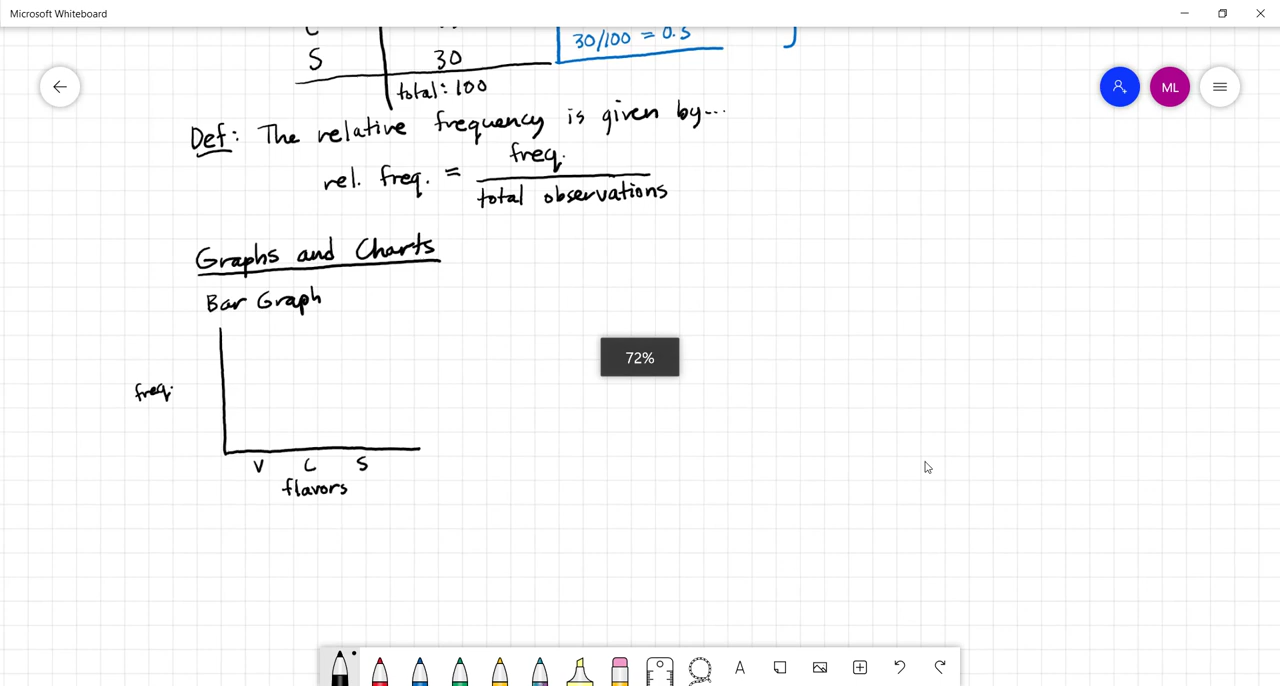 Microsoft Whiteboard
30/100 = 0.3
S 30
total: 100
ML
Def: The relative frequency is given by...
freq.
rel. freq. =
total observations
Graphs and Charts
Bar Graph
72%
freq.
V C S
flavors
A